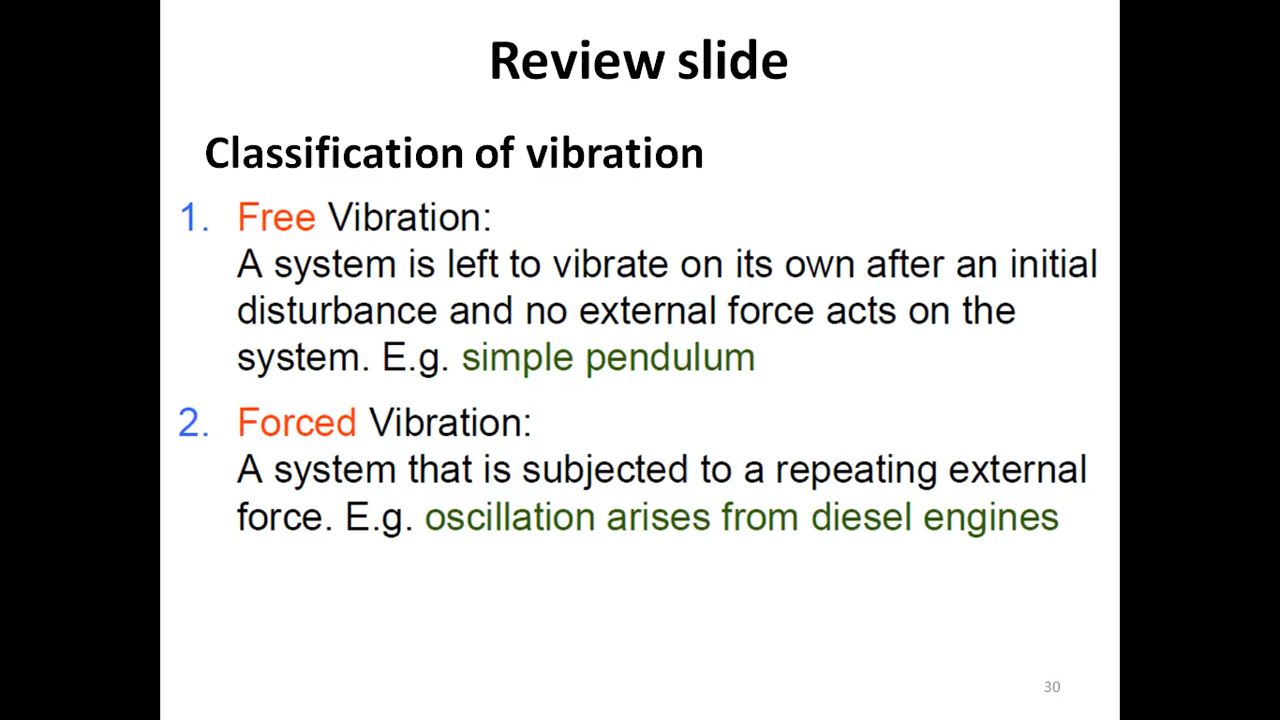 Review slide
Classification of vibration
1. Free Vibration:
A system is left to vibrate on its own after an initial
disturbance and no external force acts on the
system. E.g. simple pendulum
2. Forced Vibration:
A system that is subjected to a repeating external
force. E.g. oscillation arises from diesel engines
30